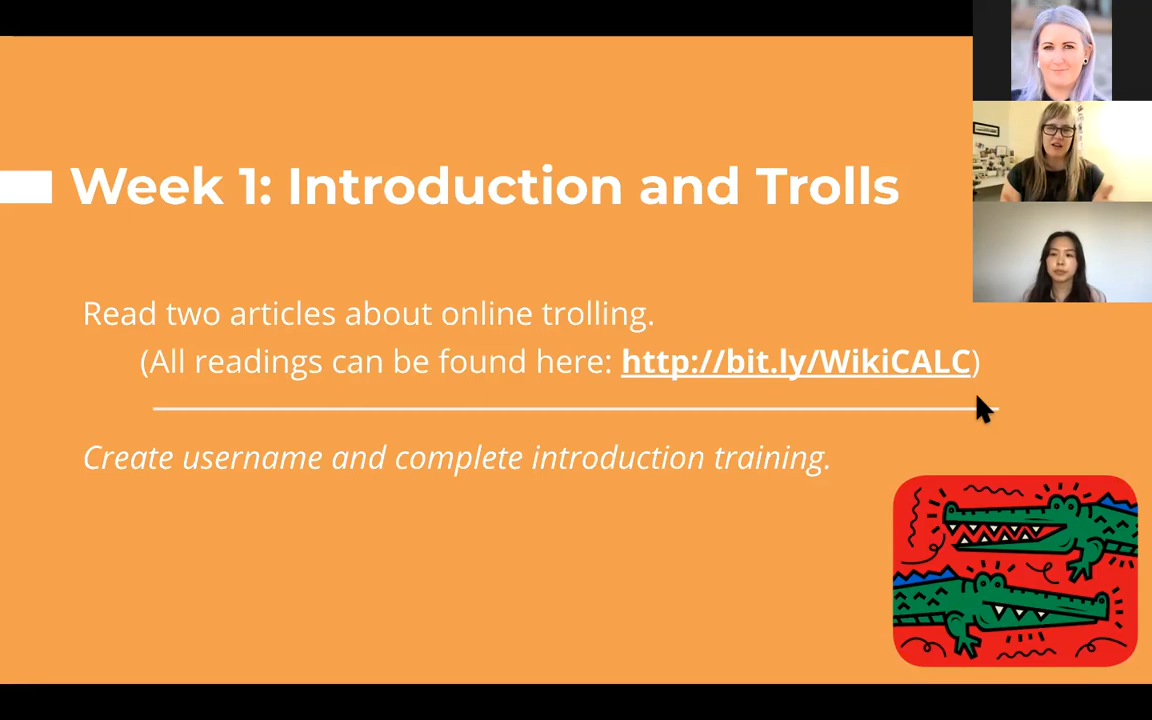 Week 1: Introduction and Trolls
Read two articles about online trolling.
(All readings can be found here: http://bit.ly/WikiCALC)
Create username and complete introduction training.